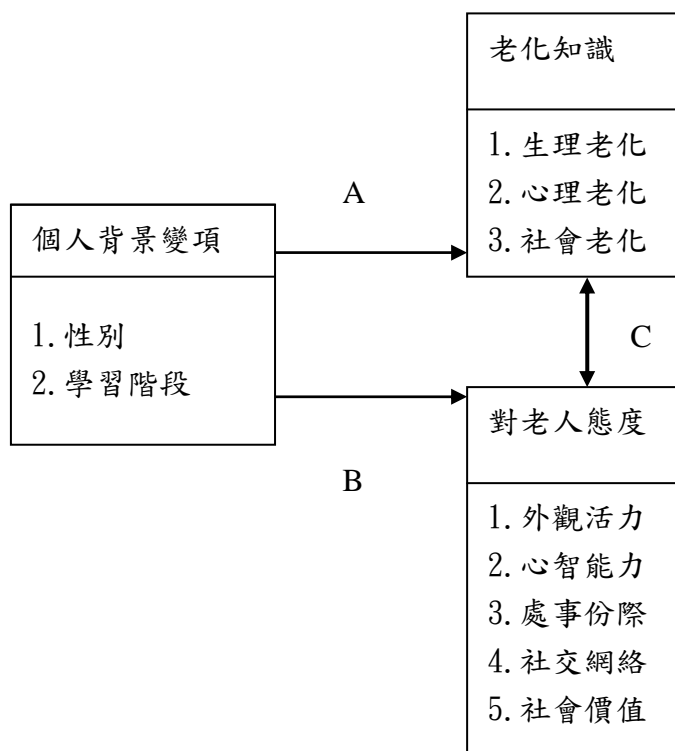 老化知識
1.生理老化
2.心理老化
3.社會老化
A
個人背景變項
1.性別
2.學習階段
C
B
對老人態度
1.外觀活力
2.心智能力
3.處事份際
4.社交網絡
5.社會價值